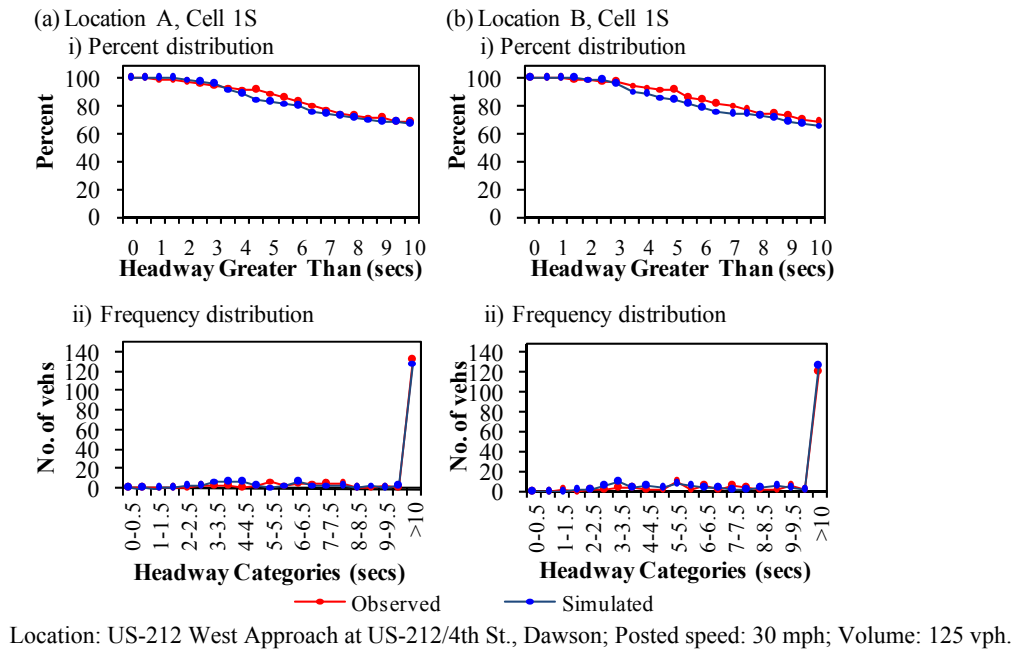 (a) Location A, Cell 1S
i) Percent distribution
100
80
60
40
20
0
Percent
0 1 2 3 4 5 6 7 8 9 10
Headway Greater Than (secs)
ii) Frequency distribution
140
120
100
80
60
40
20
0
No. of vehs
0-0.5
1-1.5
2-2.5
3-3.5
4-4.5
5-5.5
6-6.5
7-7.5
8-8.5
9-9.5
>10
Headway Categories (secs)
(b) Location B, Cell 1S
i) Percent distribution
100
80
60
40
20
0
Percent
0 1 2 3 4 5 6 7 8 9 10
Headway Greater Than (secs)
ii) Frequency distribution
140
120
100
80
60
40
20
0
No. of vehs
0-0.5
1-1.5
2-2.5
3-3.5
4-4.5
5-5.5
6-6.5
7-7.5
8-8.5
9-9.5
>10
Headway Categories (secs)
Observed
Simulated
Location: US-212 West Approach at US-212/4th St., Dawson; Posted speed: 30 mph; Volume: 125 vph.